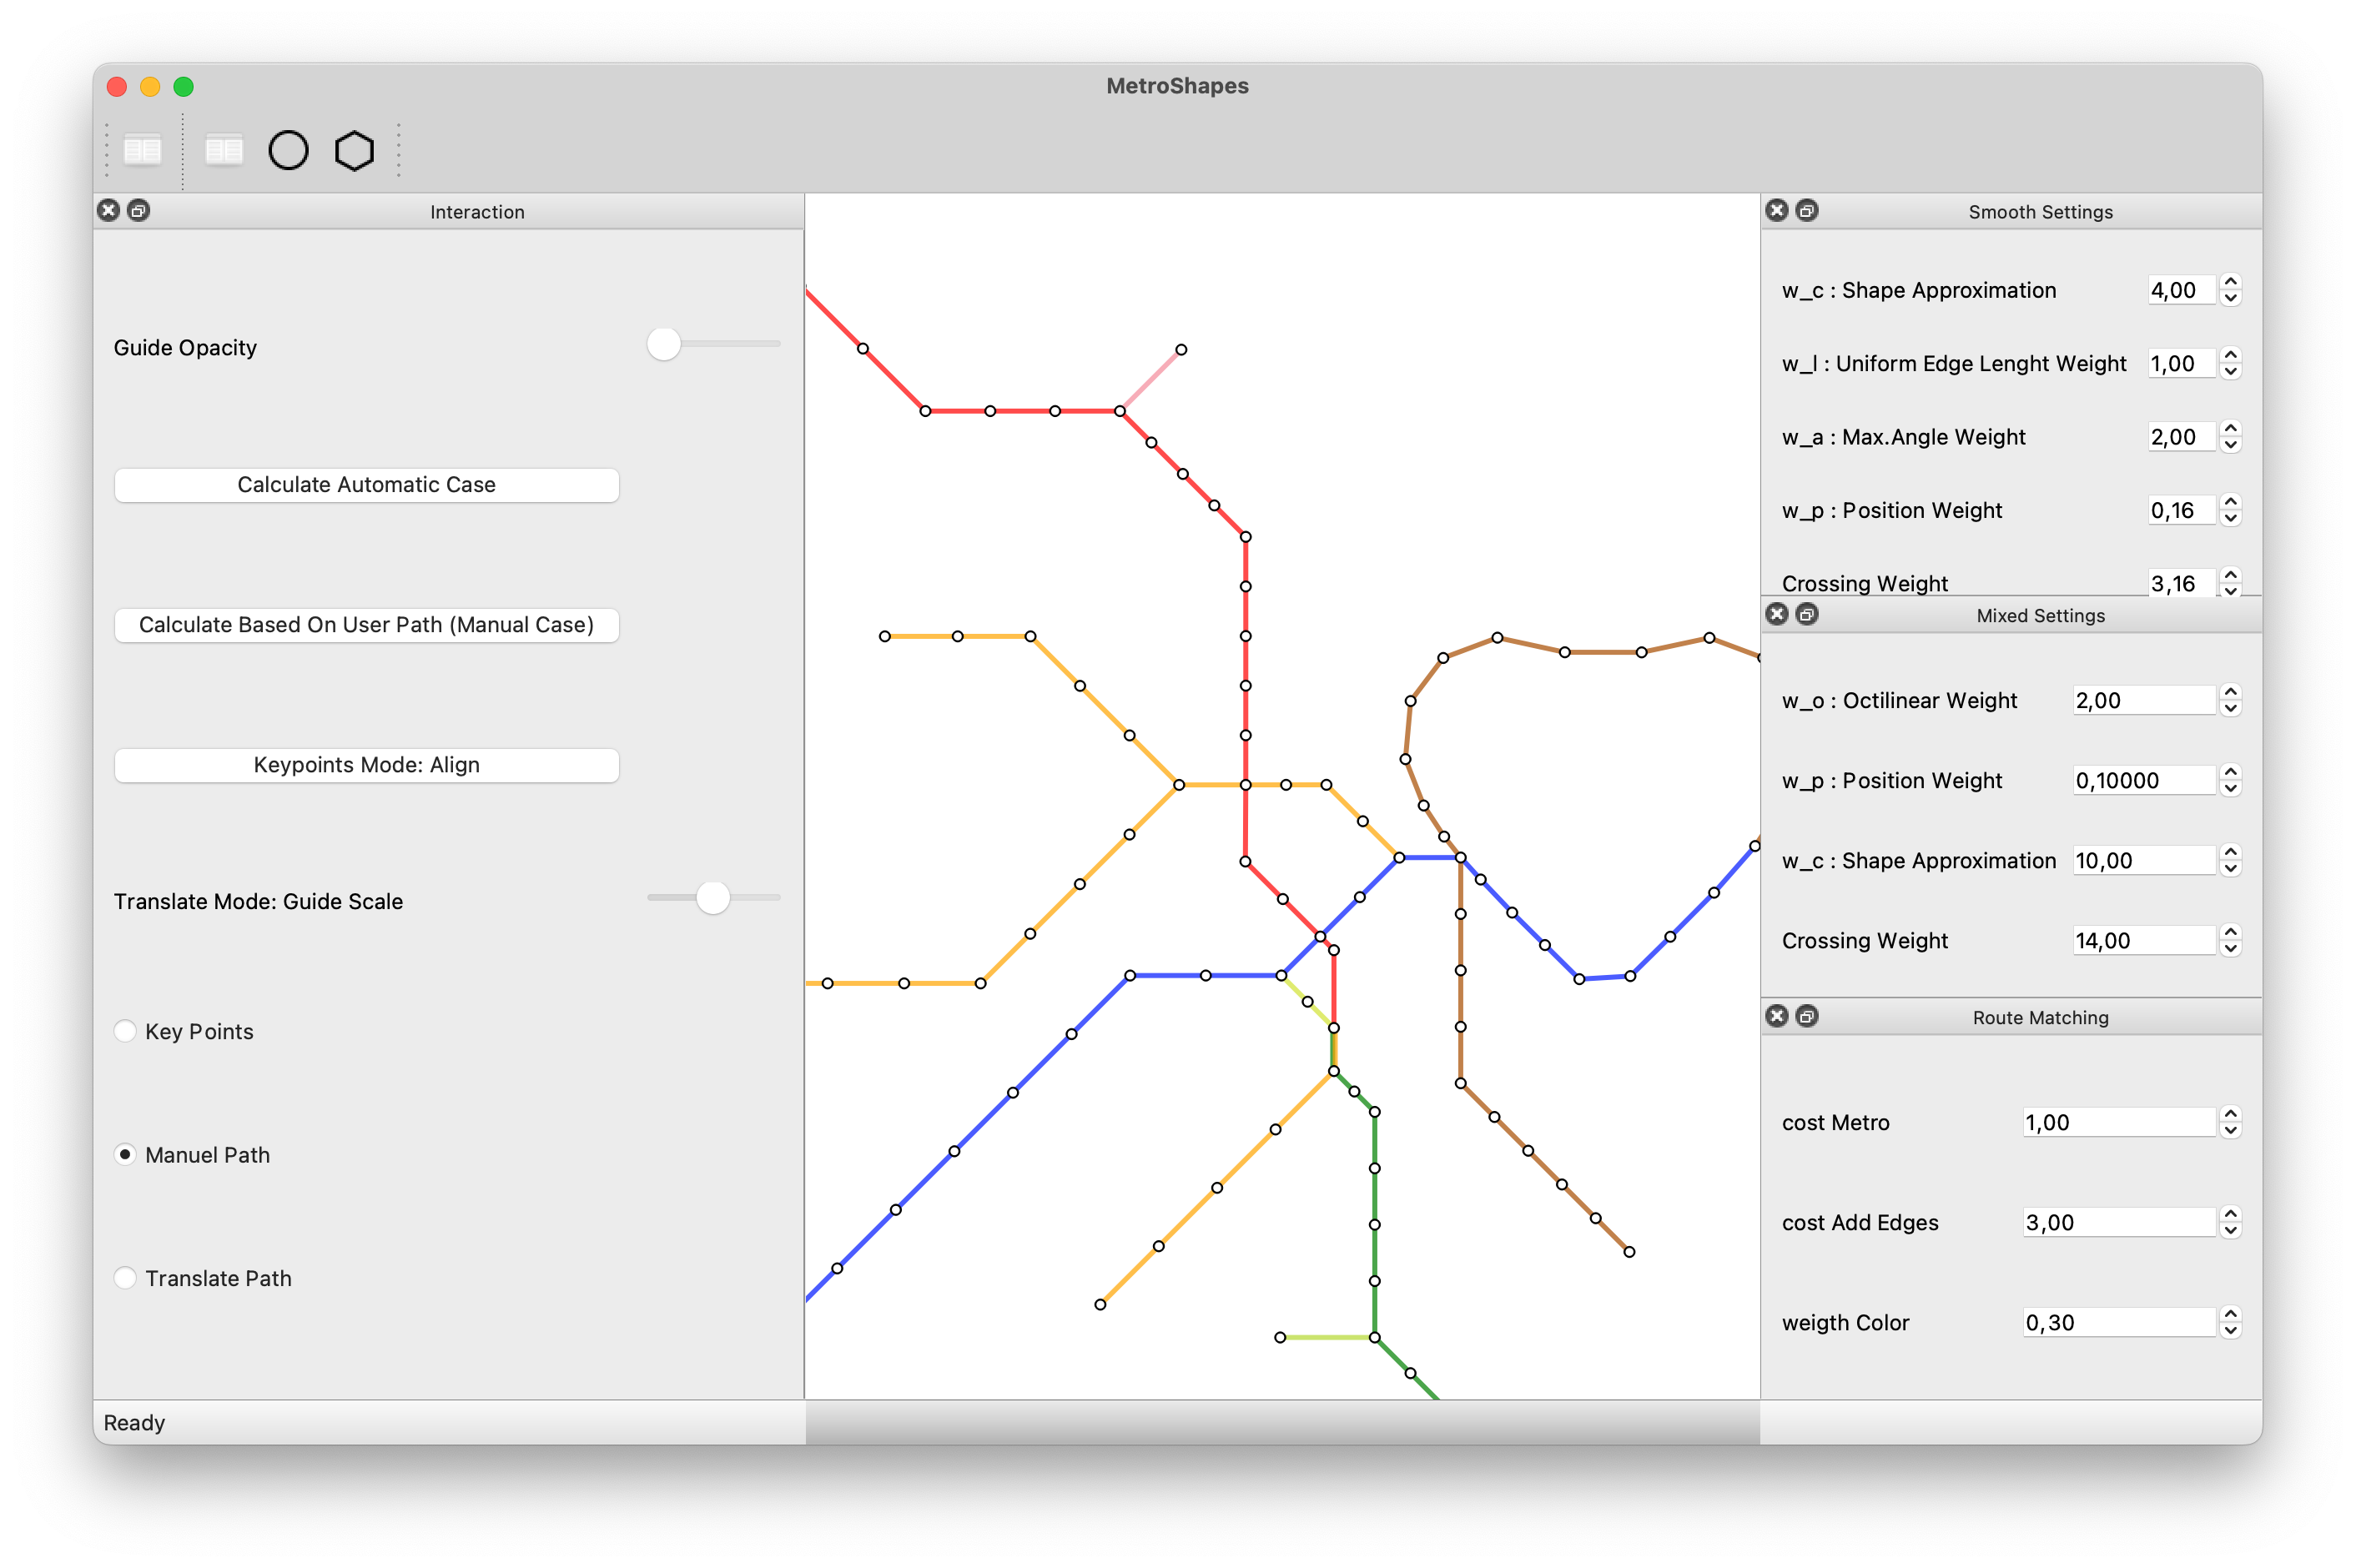 MetroShapes
Interaction
Guide Opacity
Calculate Automatic Case
Calculate Based On User Path (Manual Case)
Keypoints Mode: Align
Translate Mode: Guide Scale
Key Points
Manuel Path
Translate Path
Ready
Smooth Settings
w_c : Shape Approximation 4,00
w_l : Uniform Edge Lenght Weight 1,00
w_a : Max.Angle Weight 2,00
w_p : Position Weight 0,16
Crossing Weight 3,16
Mixed Settings
w_o : Octilinear Weight 2,00
w_p : Position Weight 0,10000
w_c : Shape Approximation 10,00
Crossing Weight 14,00
Route Matching
cost Metro 1,00
cost Add Edges 3,00
weigth Color 0,30